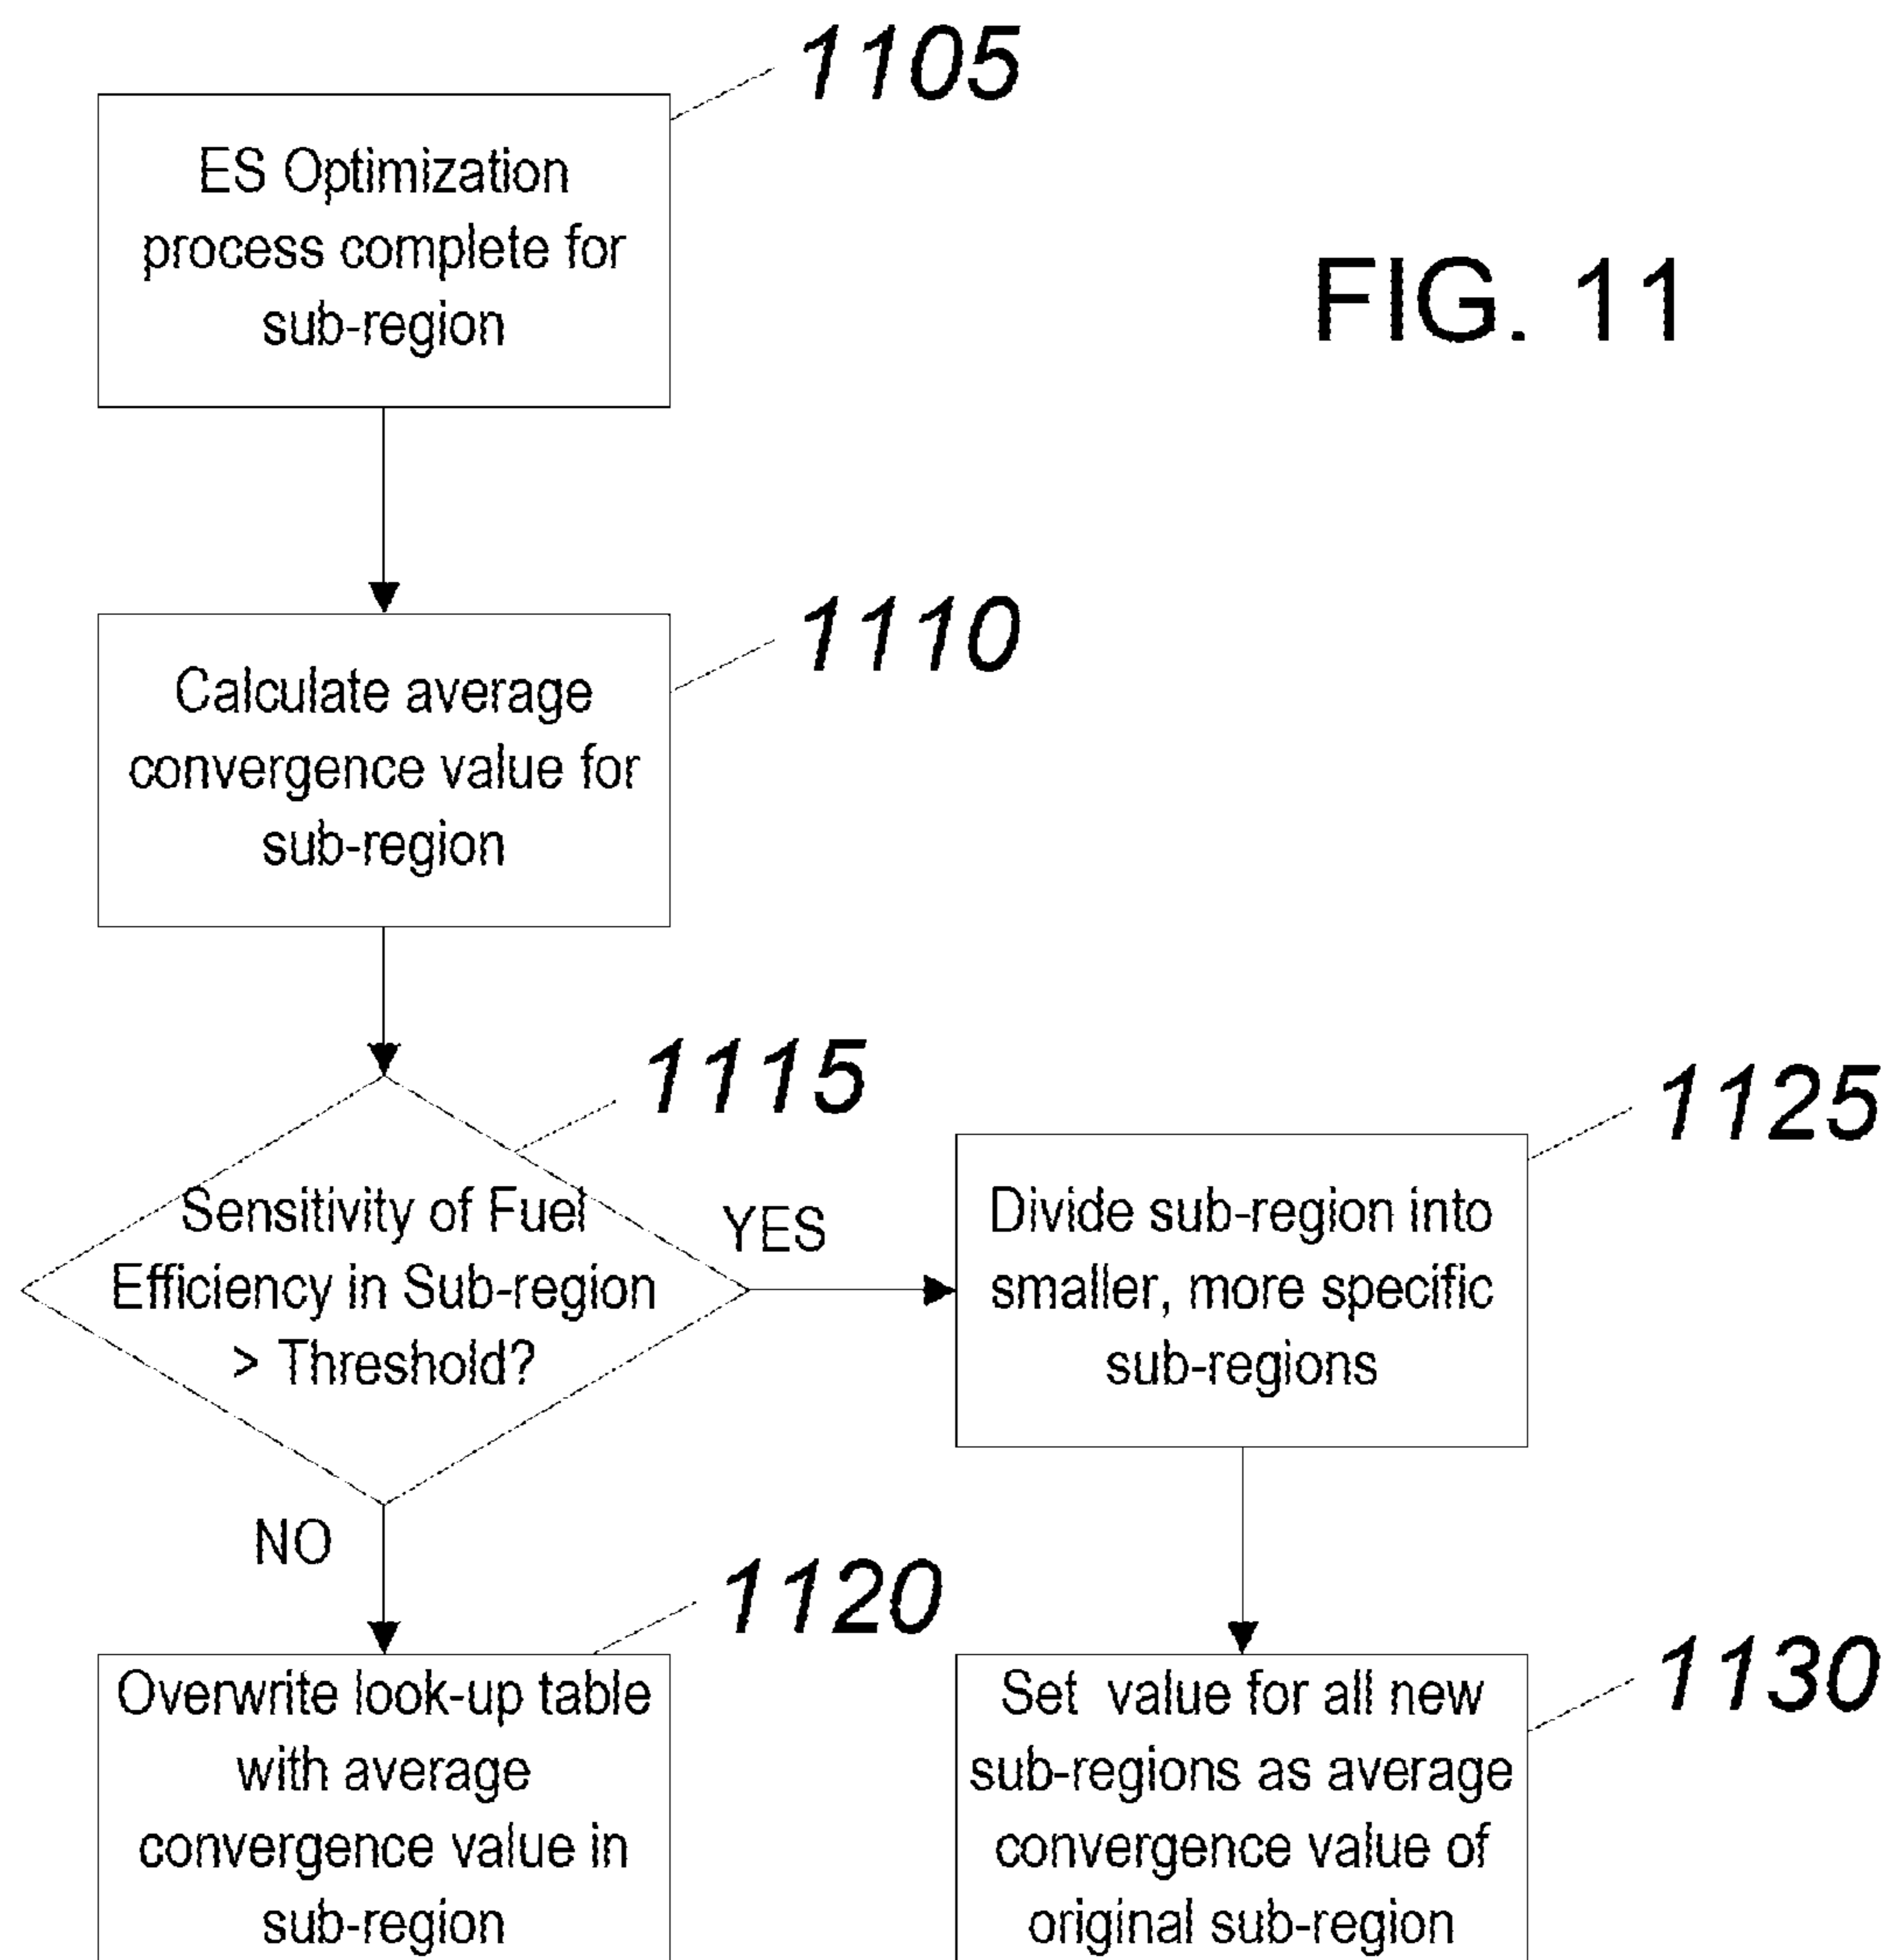 1105
ES Optimization
process complete for
sub-region
FIG. 11
1110
Calculate average
convergence value for
sub-region
1115
Sensitivity of Fuel
Efficiency in Sub-region
> Threshold?
YES
NO
1125
Divide sub-region into
smaller, more specific
sub-regions
1120
Overwrite look-up table
with average
convergence value in
sub-region
1130
Set value for all new
sub-regions as average
convergence value of
original sub-region